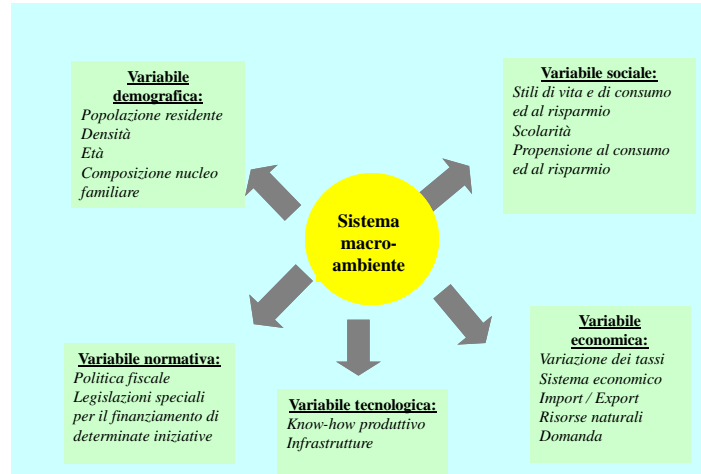 Variabile
demografica:
Popolazione residente
Densità
Età
Composizione nucleo
familiare
Variabile sociale:
Stili di vita e di consumo
ed al risparmio
Scolarità
Propensione al consumo
ed al risparmio
Sistema
macro-
ambiente
Variabile normativa:
Politica fiscale
Legislazioni speciali
per il finanziamento di
determinate iniziative
Variabile tecnologica:
Know-how produttivo
Infrastrutture
Variabile
economica:
Variazione dei tassi
Sistema economico
Import / Export
Risorse naturali
Domanda